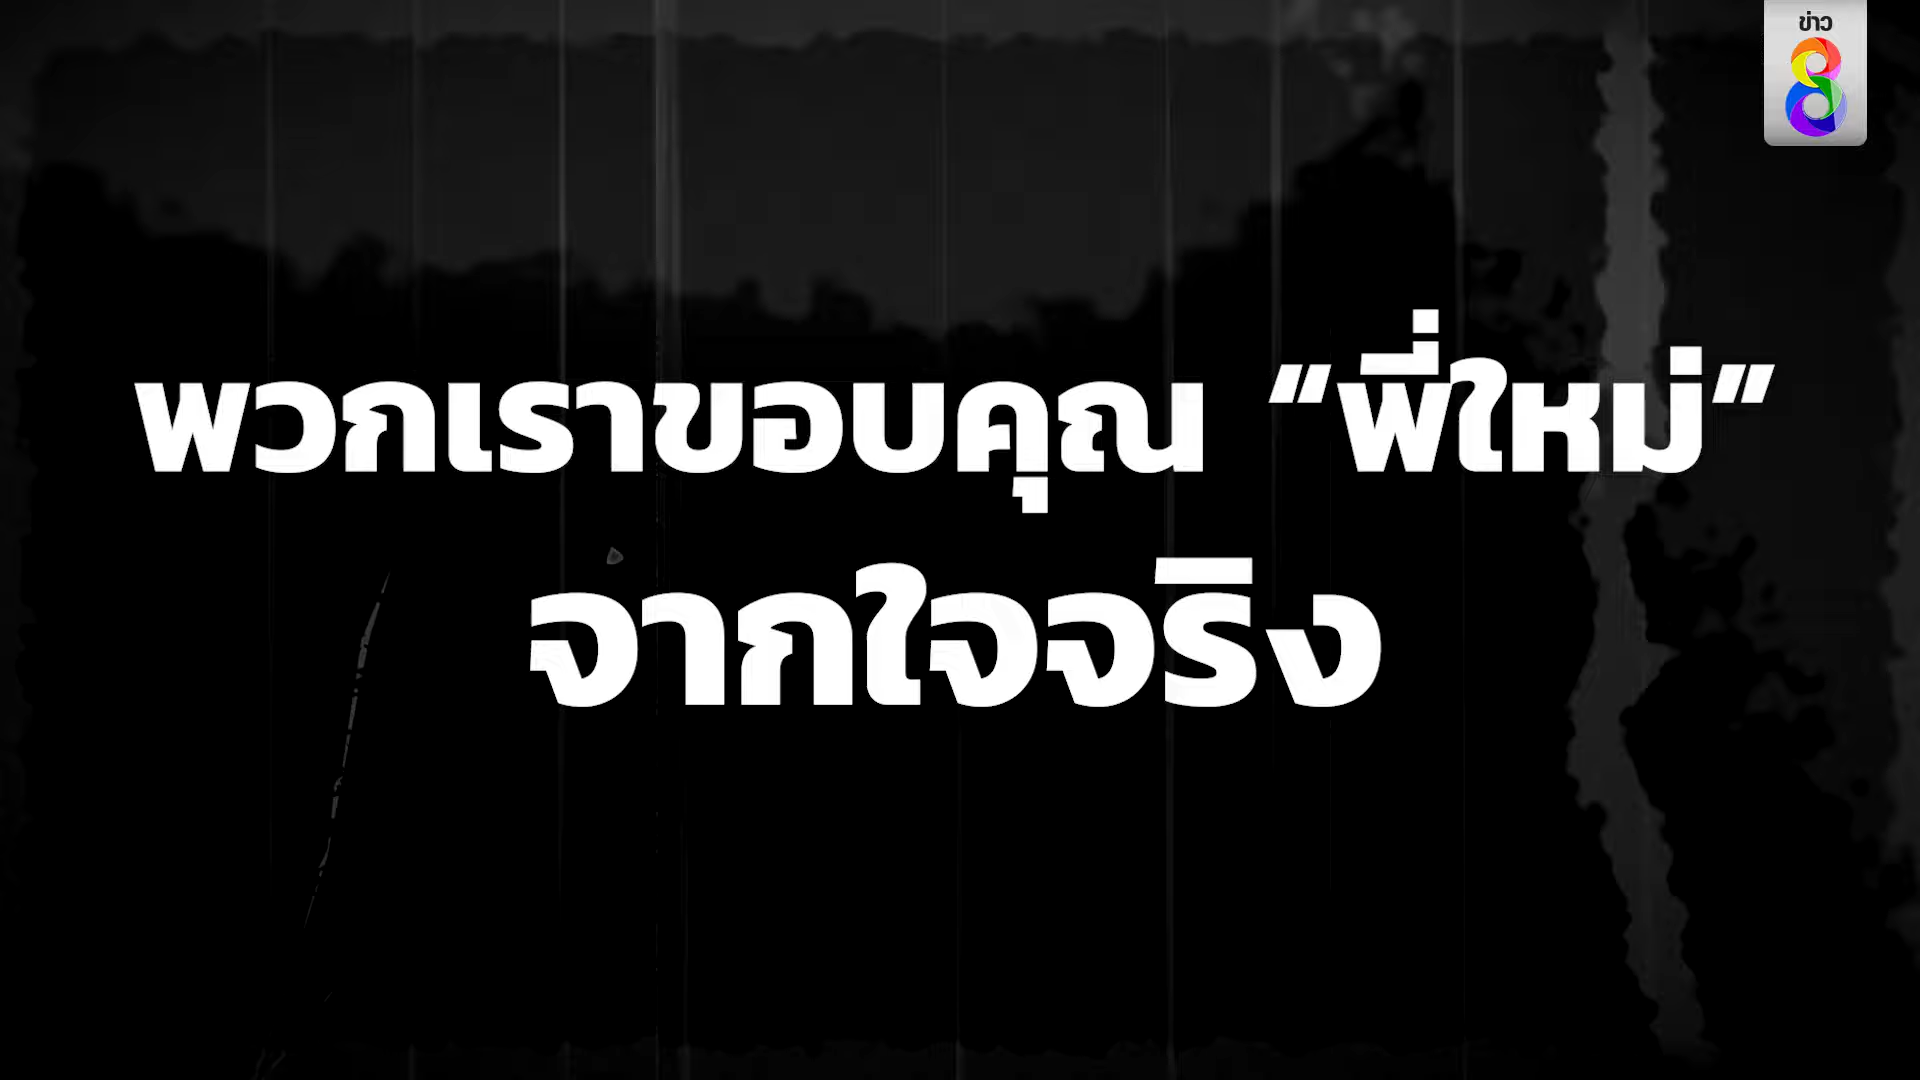 ข่าว
8
พวกเราขอบคุณ “พี่ใหม่”
จากใจจริง